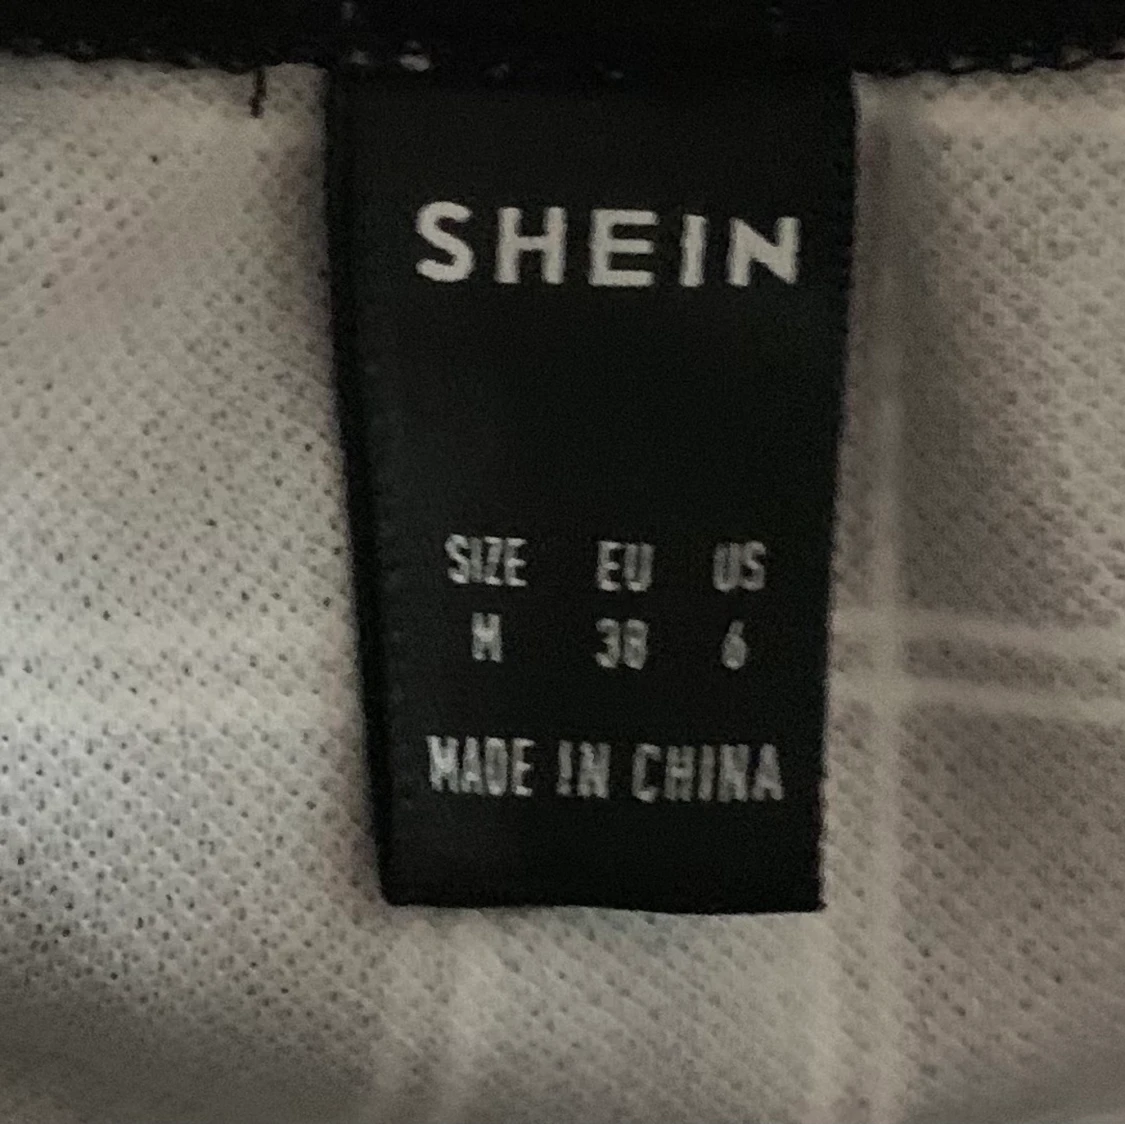 SHEIN
SIZE EU US
M 38 6
MADE IN CHINA